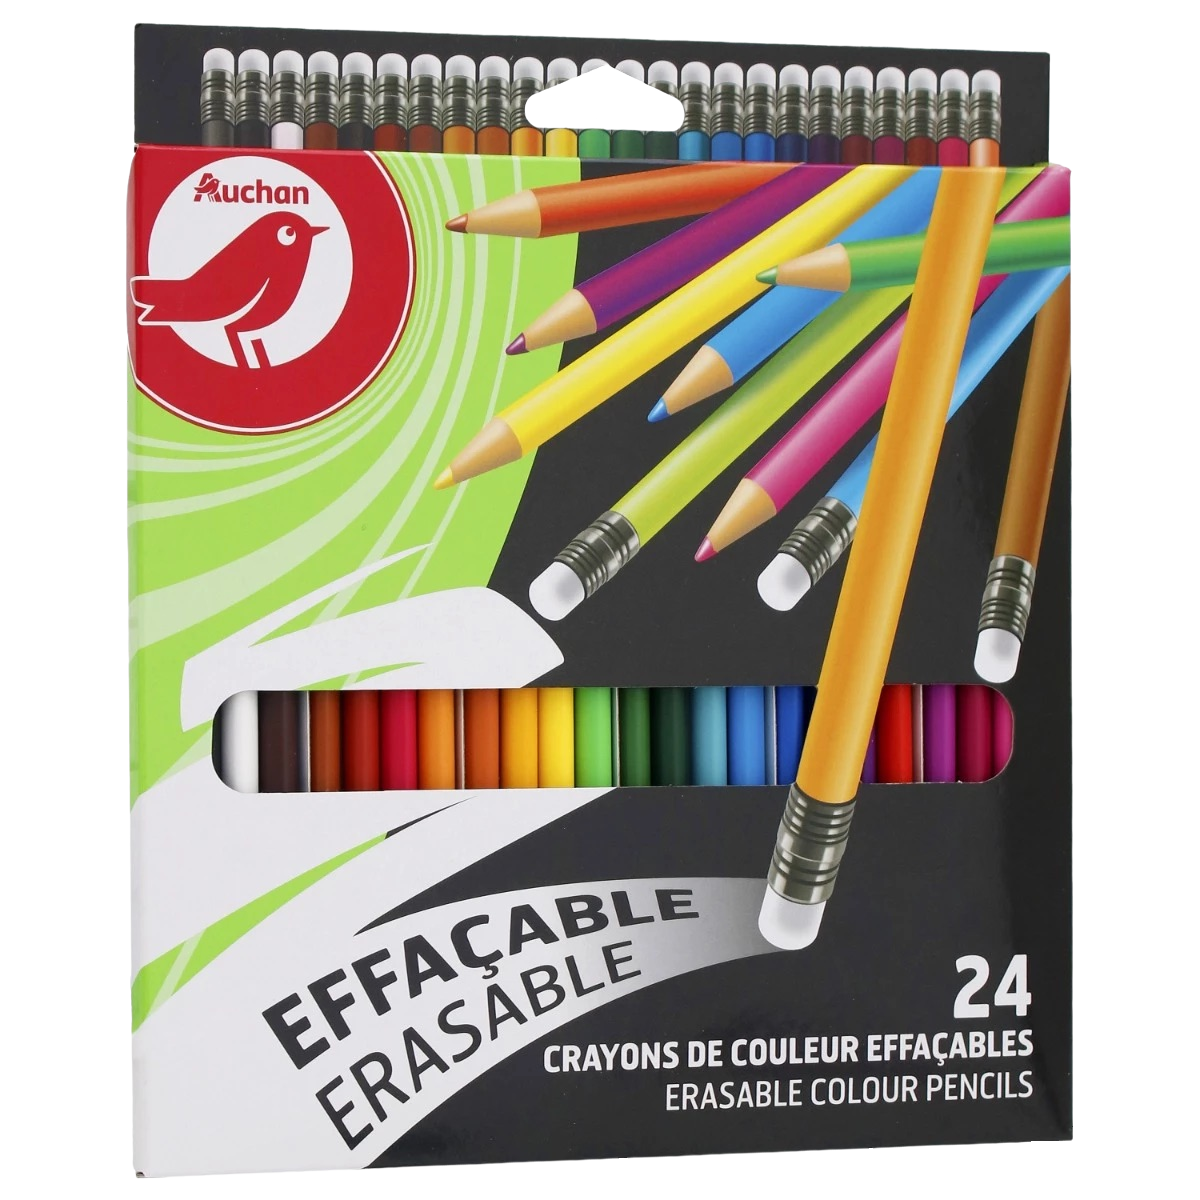 Auchan
EFFAÇABLE
ERASABLE
24
CRAYONS DE COULEUR EFFAÇABLES
ERASABLE COLOUR PENCILS